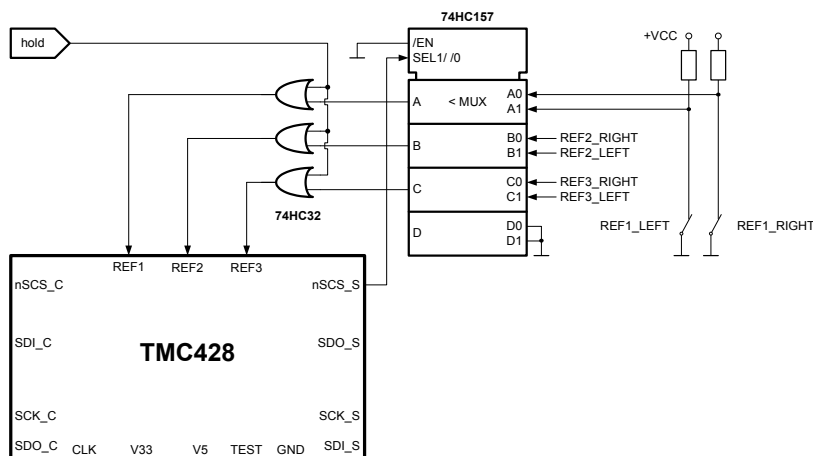 74HC157
hold
/EN
SEL1/ /0
+VCC
A
< MUX
A0
A1
B
B0
B1
REF2_RIGHT
REF2_LEFT
C
C0
C1
REF3_RIGHT
REF3_LEFT
74HC32
D
D0
D1
REF1_LEFT
REF1_RIGHT
REF1
REF2
REF3
nSCS_C
nSCS_S
SDI_C
TMC428
SDO_S
SCK_C
SCK_S
SDO_C
CLK
V33
V5
TEST
GND
SDI_S